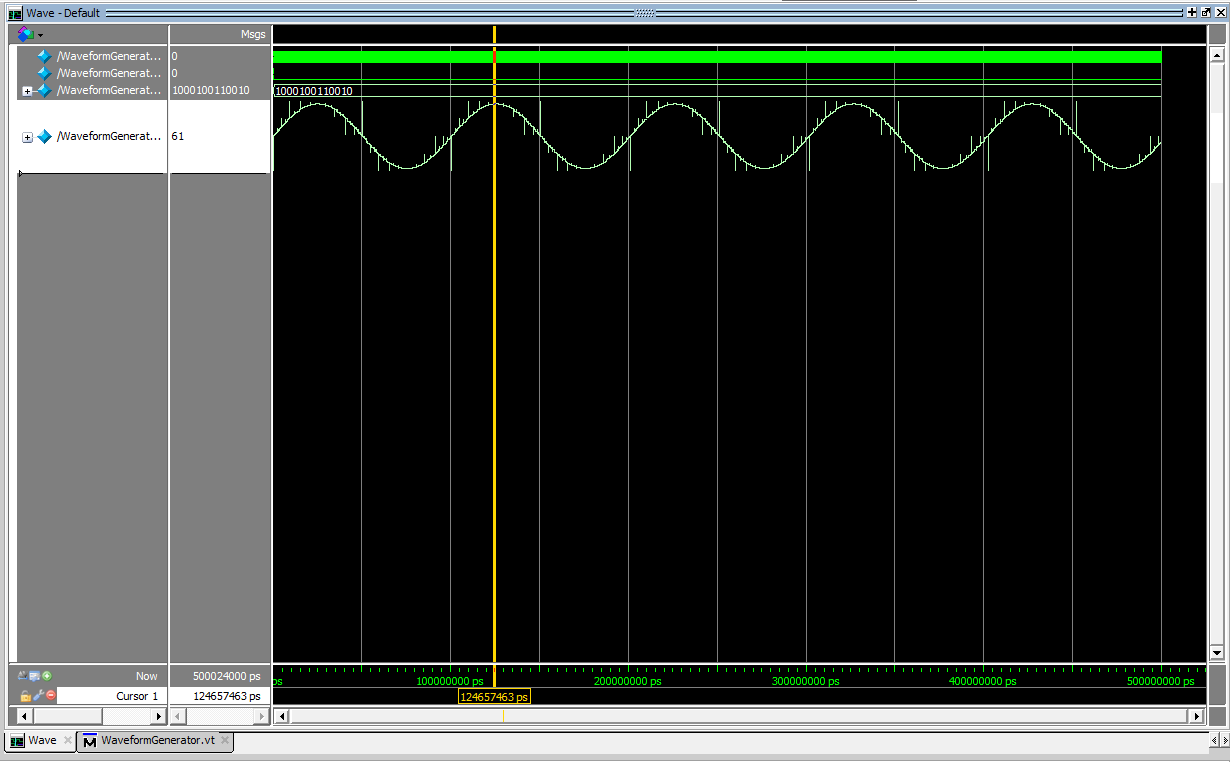 Wave - Default
Msgs
/WaveformGenerat... 0
/WaveformGenerat... 0
/WaveformGenerat... 1000100110010 1000100110010
/WaveformGenerat... 61
Now 500024000 ps ps 100000000 ps 200000000 ps 300000000 ps 400000000 ps 500000000 ps
Cursor 1 124657463 ps 124657463 ps
Wave WaveformGenerator.vt